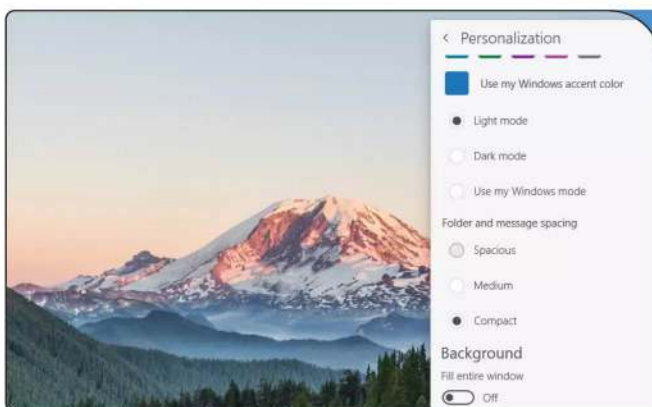 Personalization
Use my Windows accent color
Light mode
Dark mode
Use my Windows mode
Folder and message spacing
Spacious
Medium
Compact
Background
Fill entire window
Off